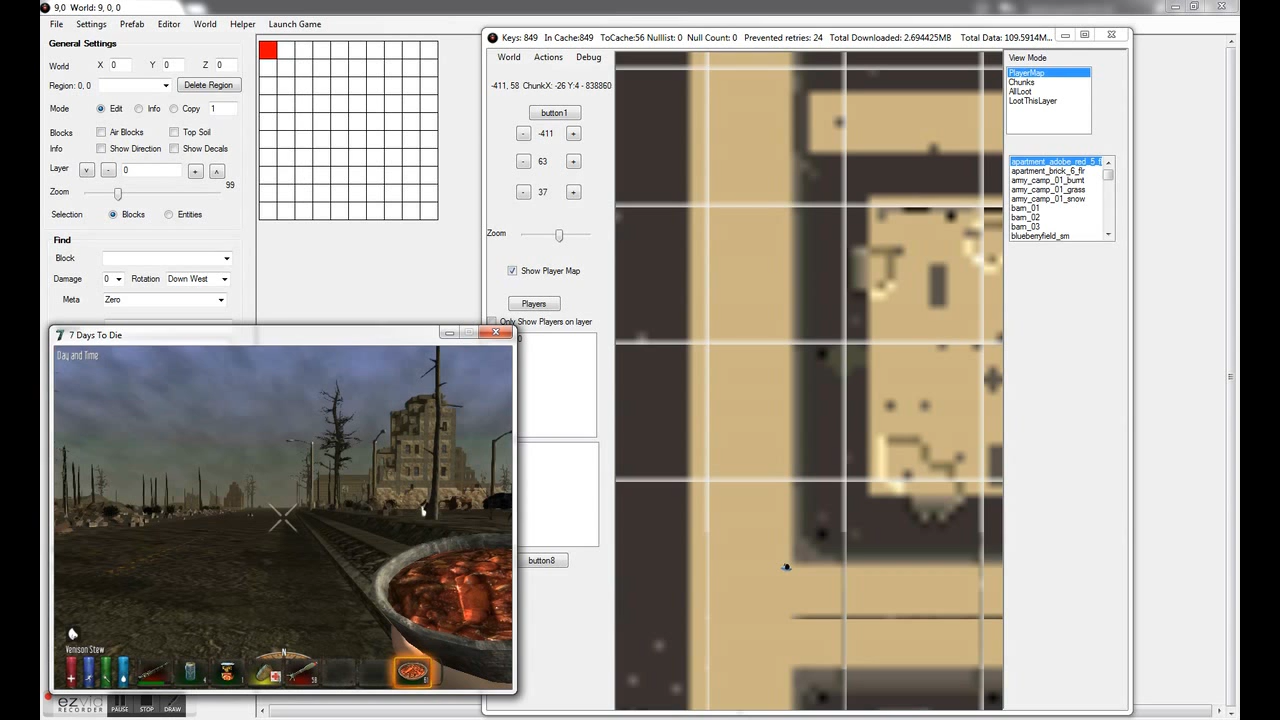 9,0 World: 9, 0, 0
File Settings Prefab Editor World Helper Launch Game
General Settings
World X 0 Y 0 Z 0
Region: 0, 0 Delete Region
Mode Edit Info Copy 1
Blocks Air Blocks Top Soil
Info Show Direction Show Decals
Layer v - 0 + ^
Zoom 99
Selection Blocks Entities
Find
Block
Damage 0 Rotation Down West
Meta Zero
Keys: 849 In Cache:849 ToCache:56 Nulllist: 0 Null Count: 0 Prevented retries: 24 Total Downloaded: 2.694425MB Total Data: 109.5914M...
World Actions Debug
-411, 58 ChunkX: -26 Y:4 - 838860
button1
- -411 +
- 63 +
- 37 +
Zoom
Show Player Map
Players
Only Show Players on layer
0
button8
View Mode
PlayerMap
Chunks
AllLoot
LootThisLayer
apartment_adobe_red_5_f
apartment_brick_6_flr
army_camp_01_burnt
army_camp_01_grass
army_camp_01_snow
barn_01
barn_02
barn_03
blueberryfield_sm
7 Days To Die
Day and Time
N
Venison Stew
ezvid
RECORDER
PAUSE STOP DRAW